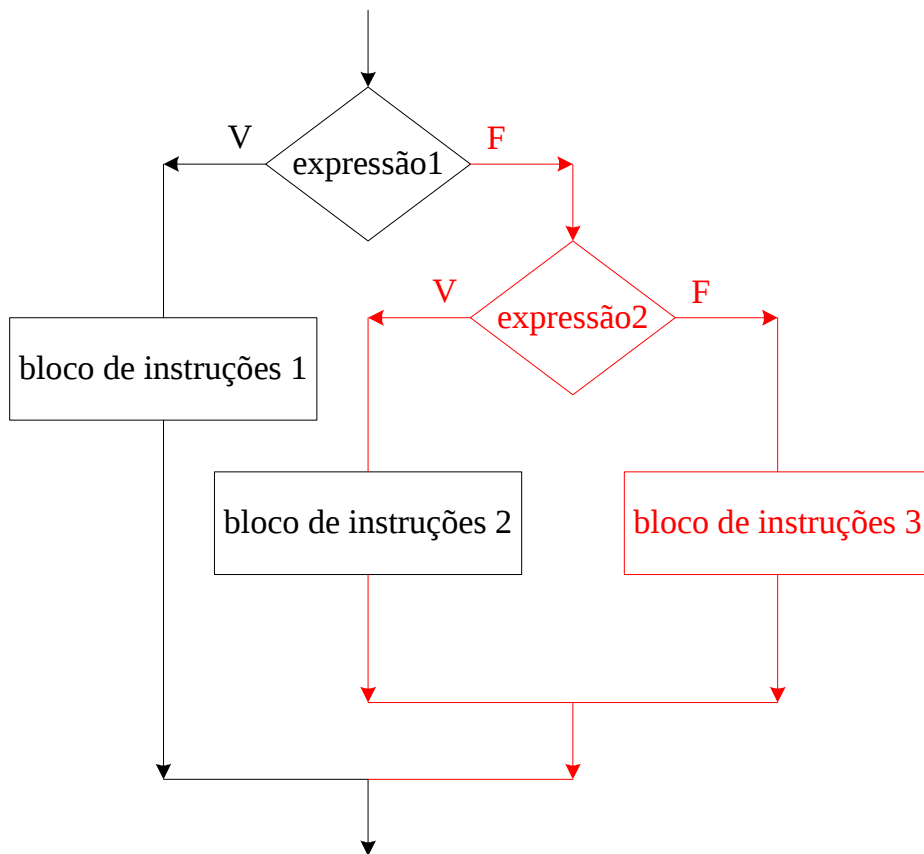 V
F
expressão1
V
F
expressão2
bloco de instruções 1
bloco de instruções 2
bloco de instruções 3